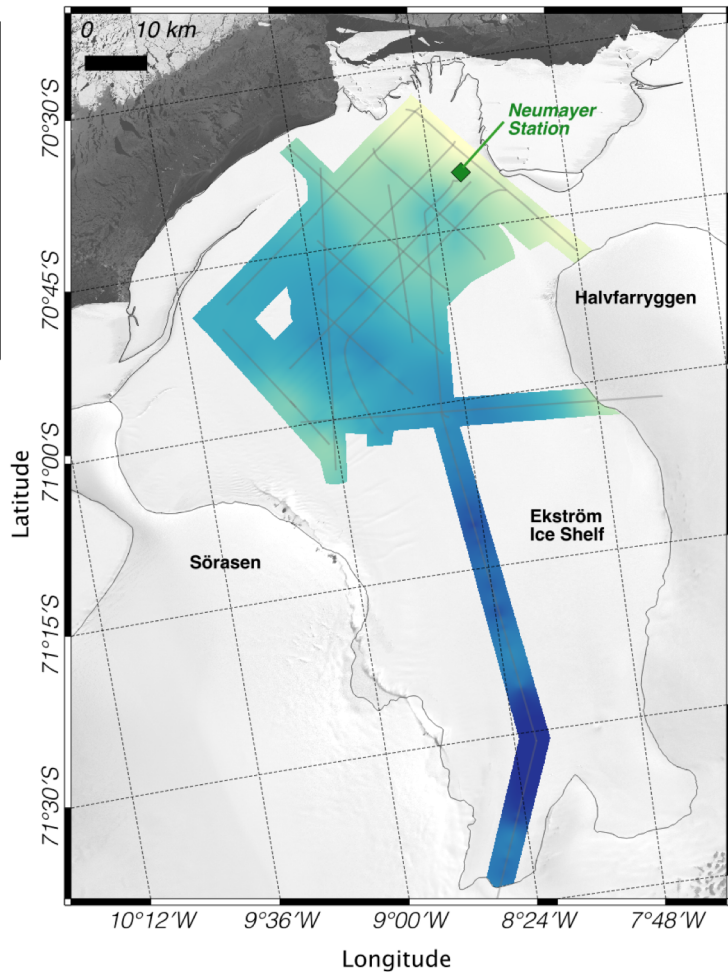 0 10 km
Neumayer
Station
Halvfarryggen
Ekström
Ice Shelf
Sörasen
Latitude
70°30'S
70°45'S
71°00'S
71°15'S
71°30'S
10°12'W 9°36'W 9°00'W 8°24'W 7°48'W
Longitude